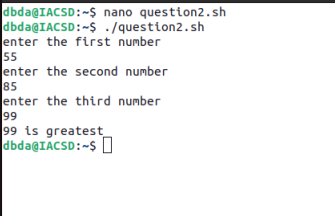 dbda@IACSD:~$ nano question2.sh
dbda@IACSD:~$ ./question2.sh
enter the first number
55
enter the second number
85
enter the third number
99
99 is greatest
dbda@IACSD:~$